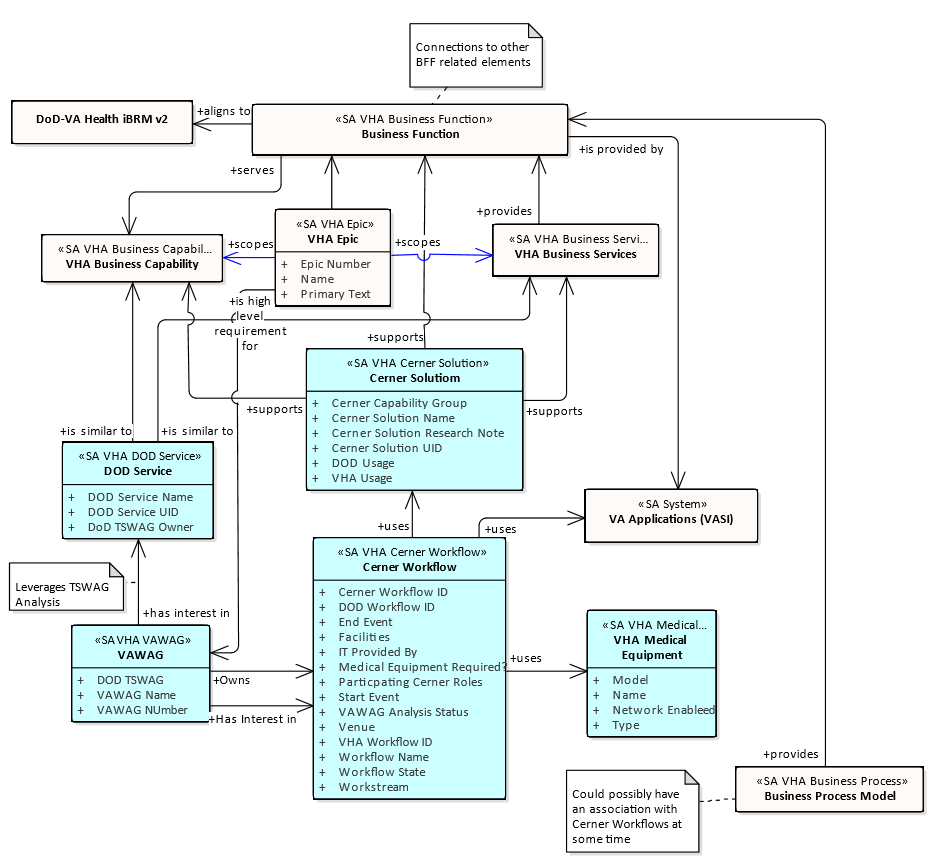 Connections to other
BFF related elements
DoD-VA Health iBRM v2
+aligns to
«SA VHA Business Function»
Business Function
+is provided by
+serves
+provides
«SA VHA Business Capabil...
VHA Business Capability
+scopes
«SA VHA Epic»
VHA Epic
+ Epic Number
+ Name
+ Primary Text
+scopes
«SA VHA Business Servi...
VHA Business Services
+is high
level
requirement
for
+supports
«SA VHA Cerner Solution»
Cerner Solutiom
+ Cerner Capability Group
+ Cerner Solution Name
+ Cerner Solution Research Note
+ Cerner Solution UID
+ DOD Usage
+ VHA Usage
+supports
+supports
+is similar to
+is similar to
«SA VHA DOD Service»
DOD Service
+ DOD Service Name
+ DOD Service UID
+ DoD TSWAG Owner
«SA System»
VA Applications (VASI)
+uses
+uses
Leverages TSWAG
Analysis
+has interest in
«SA VHA VAWAG»
VAWAG
+ DOD TSWAG
+ VAWAG Name
+ VAWAG NUmber
+Owns
+Has Interest in
«SA VHA Cerner Workflow»
Cerner Workflow
+ Cerner Workflow ID
+ DOD Workflow ID
+ End Event
+ Facilities
+ IT Provided By
+ Medical Equipment Required?
+ Particpating Cerner Roles
+ Start Event
+ VAWAG Analysis Status
+ Venue
+ VHA Workflow ID
+ Workflow Name
+ Workflow State
+ Workstream
+uses
«SA VHA Medical...
VHA Medical
Equipment
+ Model
+ Name
+ Network Enableed
+ Type
+provides
«SA VHA Business Process»
Business Process Model
Could possibly have
an association with
Cerner Workflows at
some time